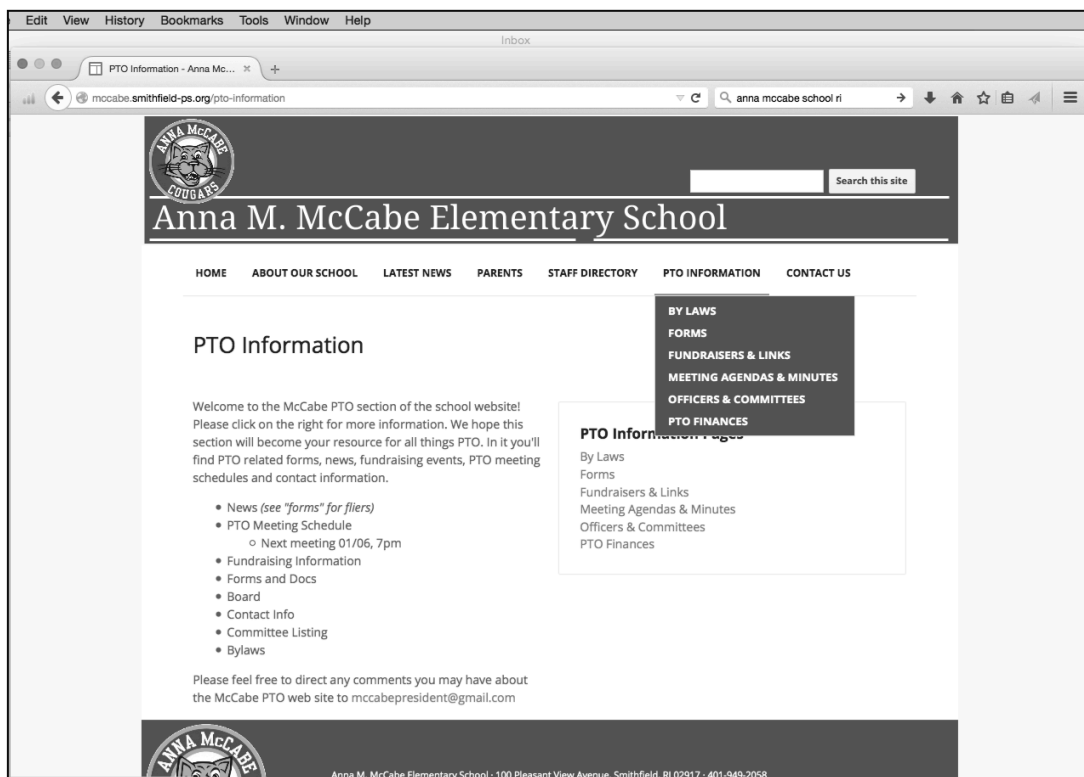 Edit View History Bookmarks Tools Window Help
Inbox
PTO Information - Anna Mc... × +
mccabe.smithfield-ps.org/pto-information
anna mccabe school ri
ANNA McCABE
COUGARS
Search this site
Anna M. McCabe Elementary School
HOME ABOUT OUR SCHOOL LATEST NEWS PARENTS STAFF DIRECTORY PTO INFORMATION CONTACT US
BY LAWS
FORMS
FUNDRAISERS & LINKS
MEETING AGENDAS & MINUTES
OFFICERS & COMMITTEES
PTO FINANCES
PTO Information
Welcome to the McCabe PTO section of the school website!
Please click on the right for more information. We hope this
section will become your resource for all things PTO. In it you'll
find PTO related forms, news, fundraising events, PTO meeting
schedules and contact information.
• News (see "forms" for fliers)
• PTO Meeting Schedule
○ Next meeting 01/06, 7pm
• Fundraising Information
• Forms and Docs
• Board
• Contact Info
• Committee Listing
• Bylaws
Please feel free to direct any comments you may have about
the McCabe PTO web site to mccabepresident@gmail.com
PTO Information Pages
By Laws
Forms
Fundraisers & Links
Meeting Agendas & Minutes
Officers & Committees
PTO Finances
ANNA McCABE
Anna M. McCabe Elementary School · 100 Pleasant View Avenue, Smithfield, RI 02917 · 401-949-2058